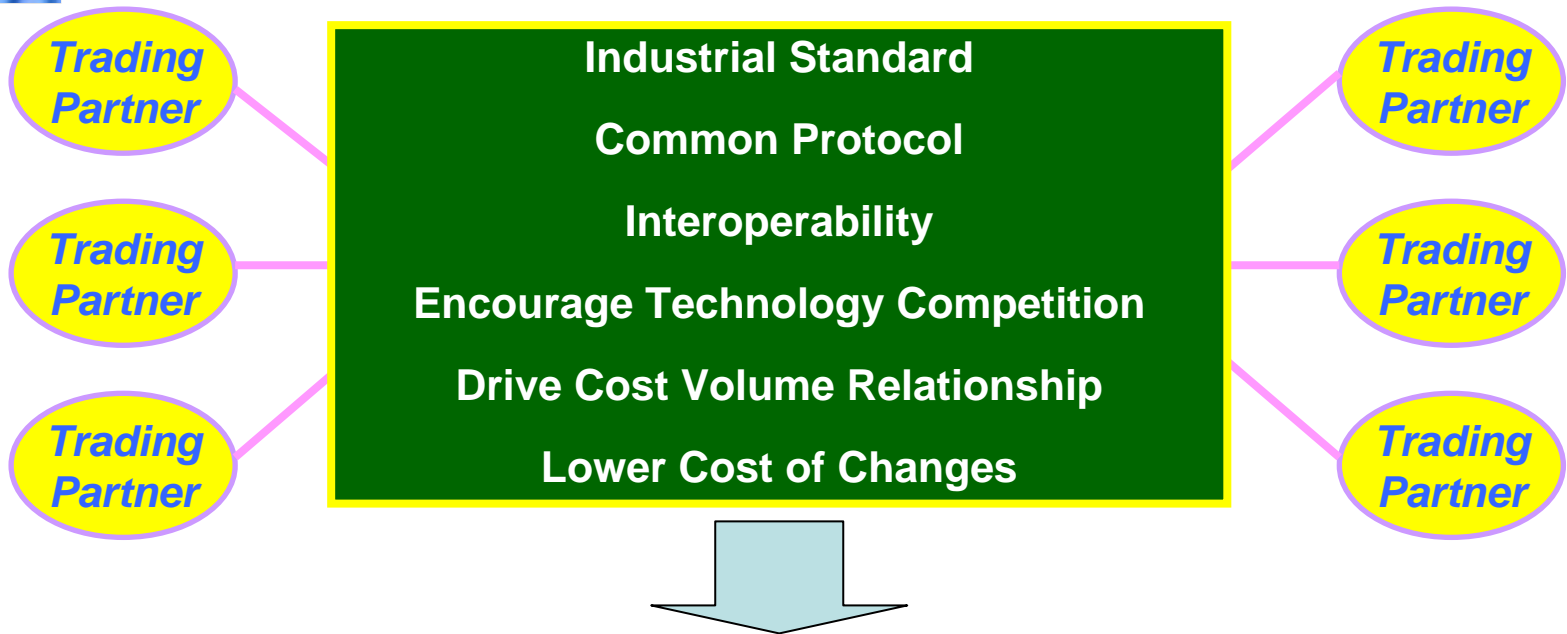 Trading
Partner
Trading
Partner
Trading
Partner
Industrial Standard
Common Protocol
Interoperability
Encourage Technology Competition
Drive Cost Volume Relationship
Lower Cost of Changes
Trading
Partner
Trading
Partner
Trading
Partner